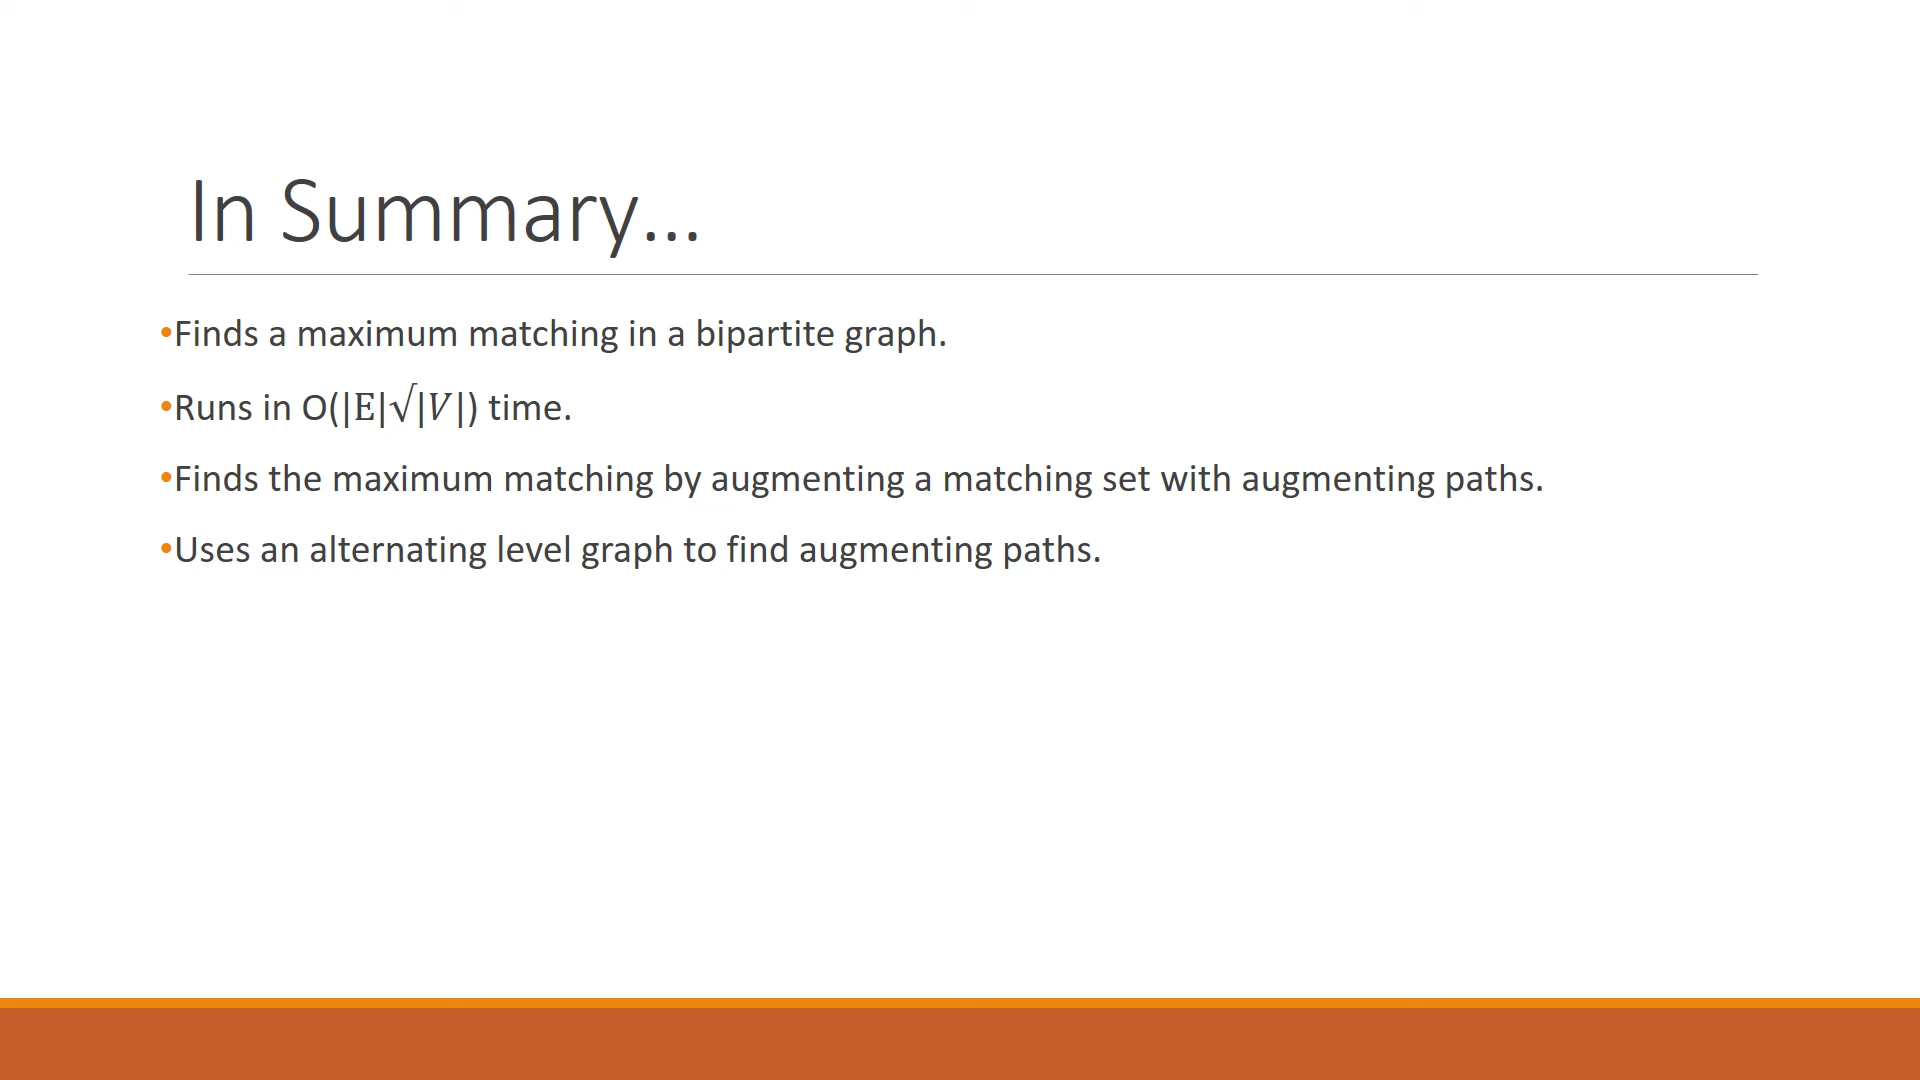 In Summary...
•Finds a maximum matching in a bipartite graph.
•Runs in O(|E|√|V|) time.
•Finds the maximum matching by augmenting a matching set with augmenting paths.
•Uses an alternating level graph to find augmenting paths.